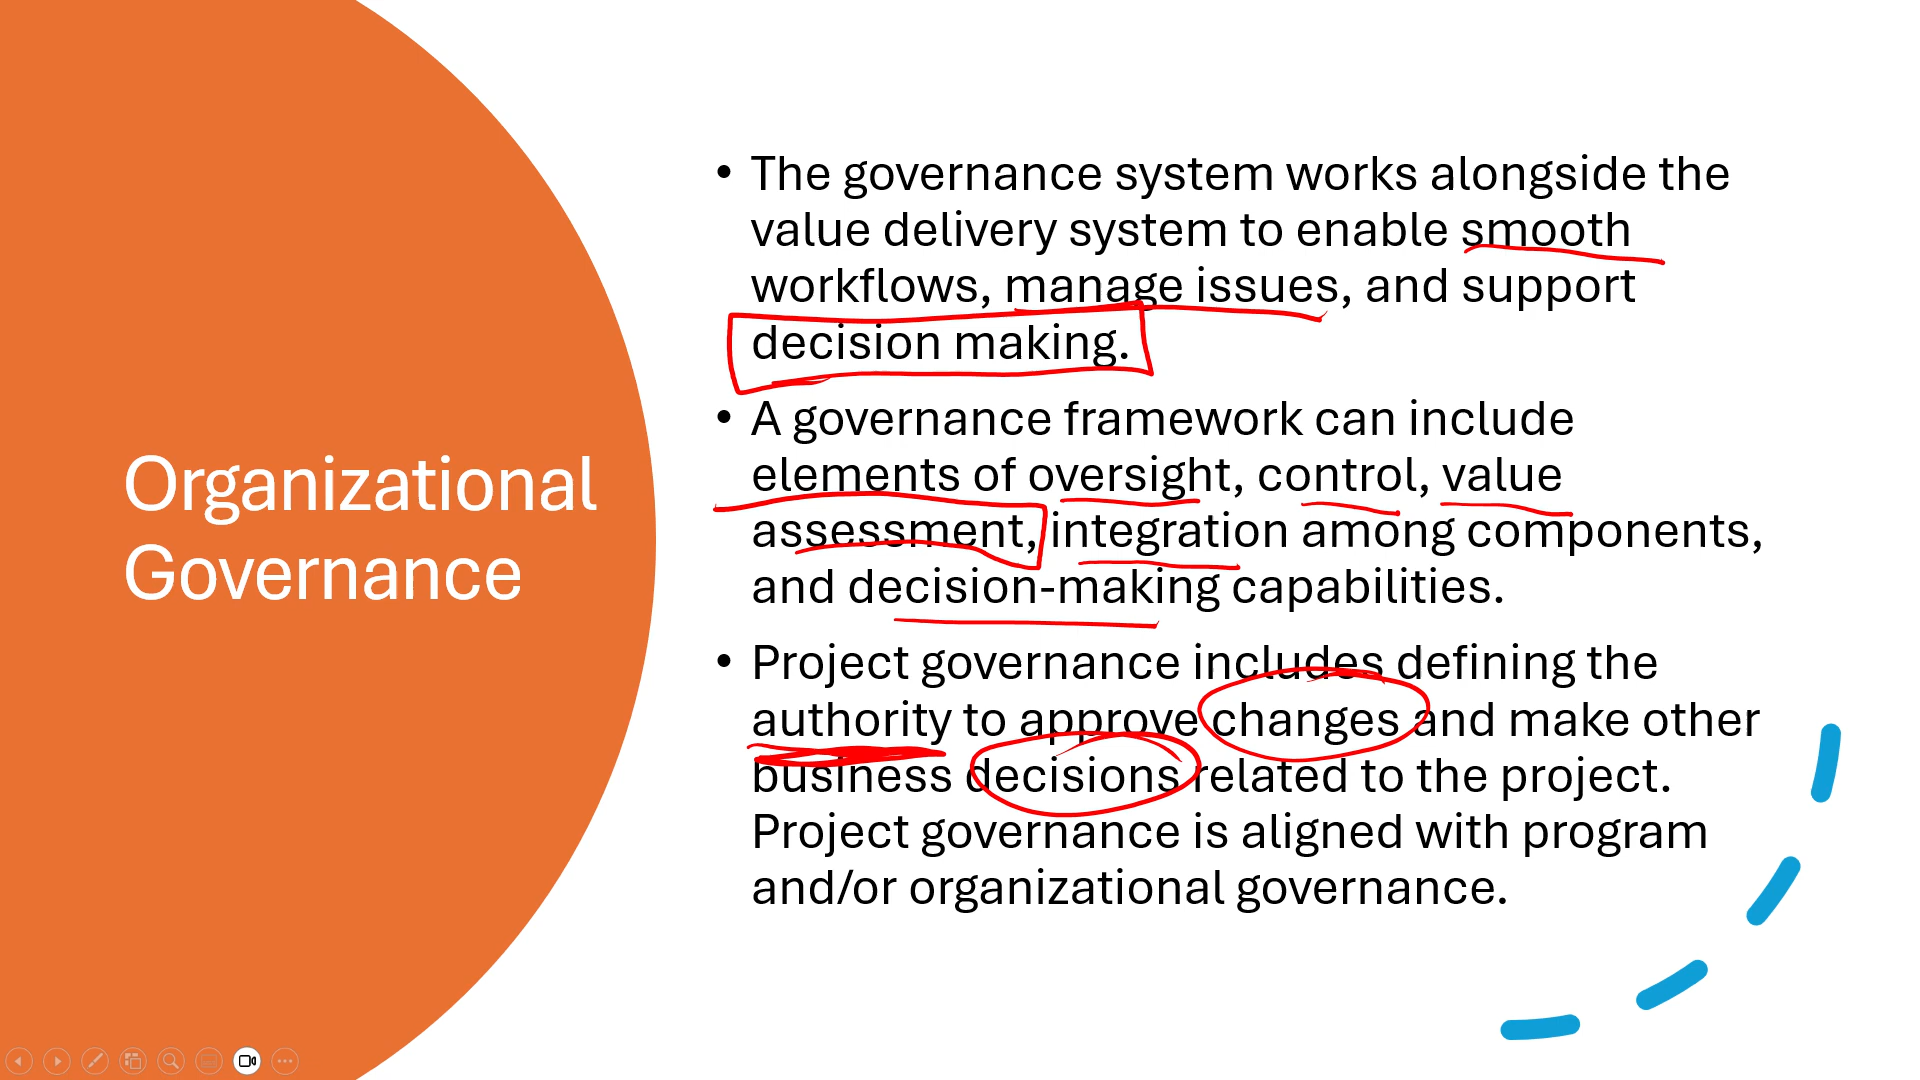 Organizational
Governance
• The governance system works alongside the
value delivery system to enable smooth
workflows, manage issues, and support
decision making.
• A governance framework can include
elements of oversight, control, value
assessment, integration among components,
and decision-making capabilities.
• Project governance includes defining the
authority to approve changes and make other
business decisions related to the project.
Project governance is aligned with program
and/or organizational governance.